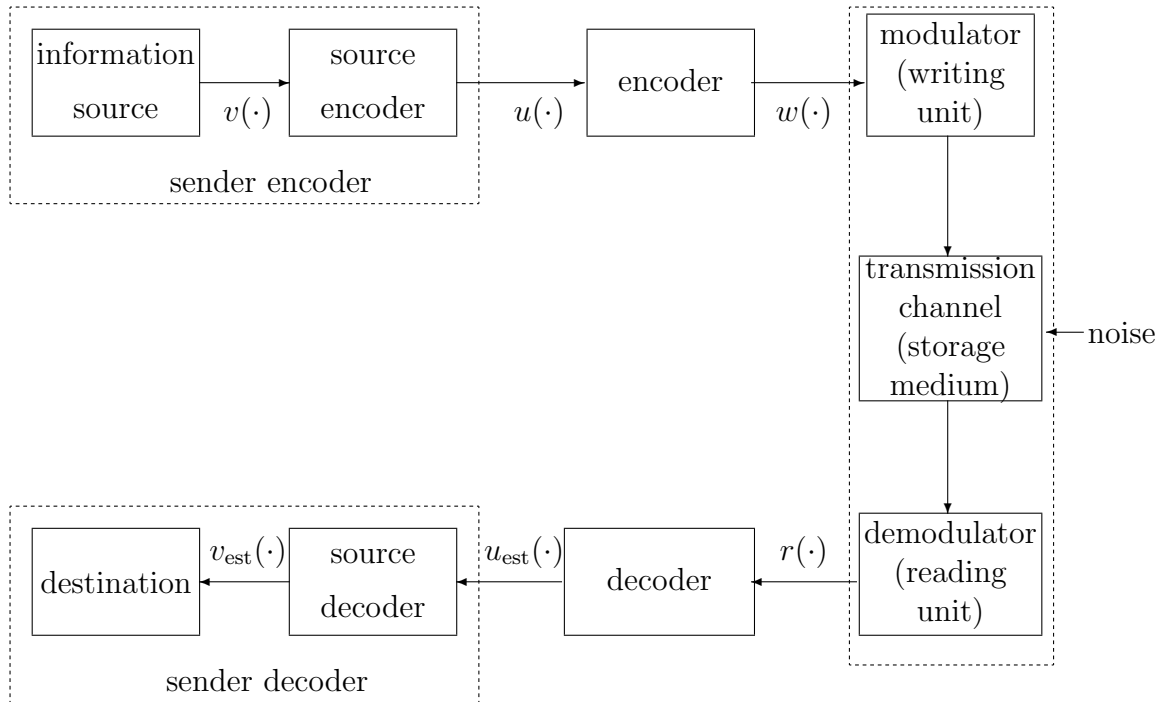 information
source
v(·)
source
encoder
u(·)
encoder
w(·)
modulator
(writing
unit)
sender encoder
transmission
channel
(storage
medium)
noise
destination
v_est(·)
source
decoder
u_est(·)
decoder
r(·)
demodulator
(reading
unit)
sender decoder